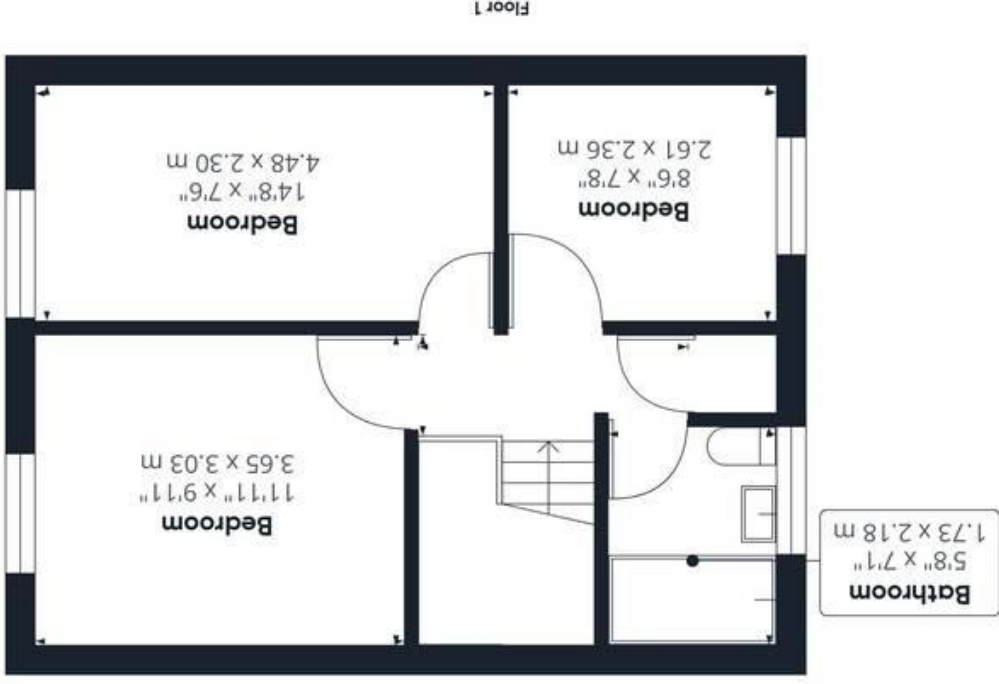 Bathroom
5'8" x 7'1"
1.73 x 2.18 m
Bedroom
11'11" x 9'11"
3.65 x 3.03 m
Bedroom
8'6" x 7'8"
2.61 x 2.36 m
Bedroom
14'8" x 7'6"
4.48 x 2.30 m
Floor 1